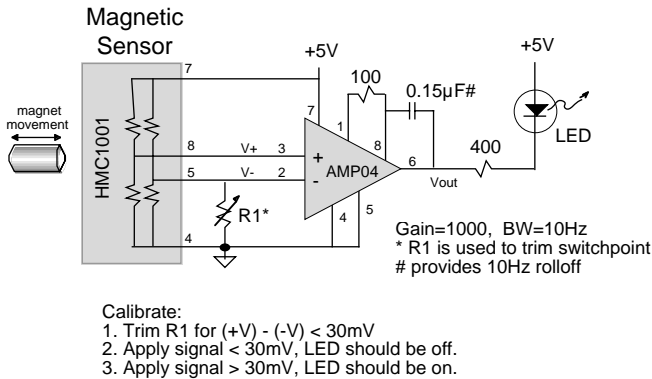 Magnetic
Sensor
+5V
+5V
7
100
0.15µF#
magnet
movement
HMC1001
7
1
8
LED
8
V+
3
+
AMP04
6
400
5
V-
2
-
Vout
R1*
4
5
4
Gain=1000, BW=10Hz
* R1 is used to trim switchpoint
# provides 10Hz rolloff
Calibrate:
1. Trim R1 for (+V) - (-V) < 30mV
2. Apply signal < 30mV, LED should be off.
3. Apply signal > 30mV, LED should be on.